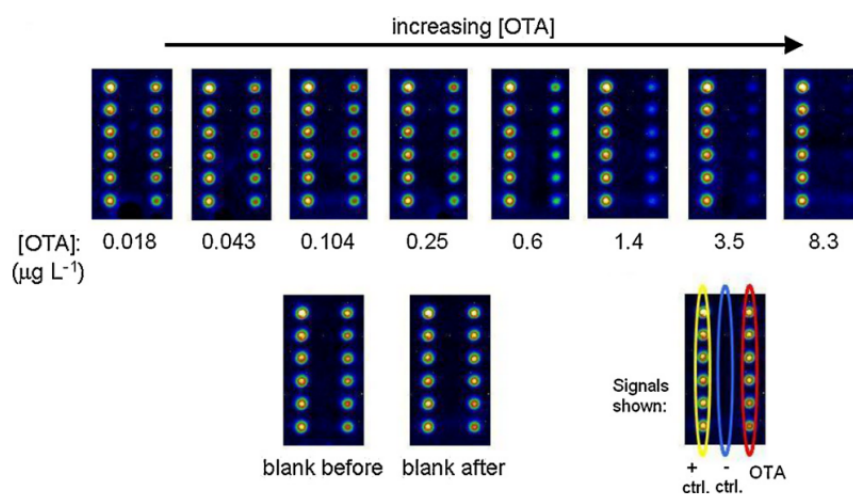 increasing [OTA]
[OTA]: 0.018 0.043 0.104 0.25 0.6 1.4 3.5 8.3
(µg L⁻¹)
Signals
shown:
blank before blank after
+ - OTA
ctrl. ctrl.